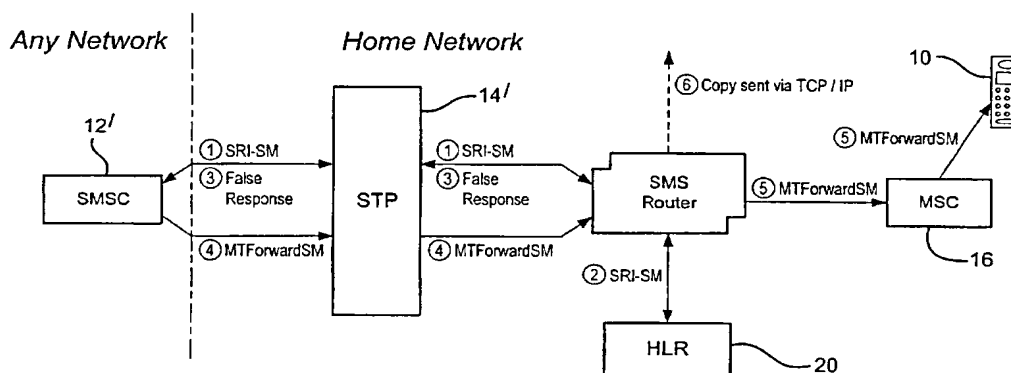 Any Network
Home Network
12'
SMSC
① SRI-SM
③ False
Response
④ MTForwardSM
14'
STP
① SRI-SM
③ False
Response
④ MTForwardSM
⑥ Copy sent via TCP / IP
SMS
Router
② SRI-SM
HLR
20
⑤ MTForwardSM
MSC
16
⑤ MTForwardSM
10